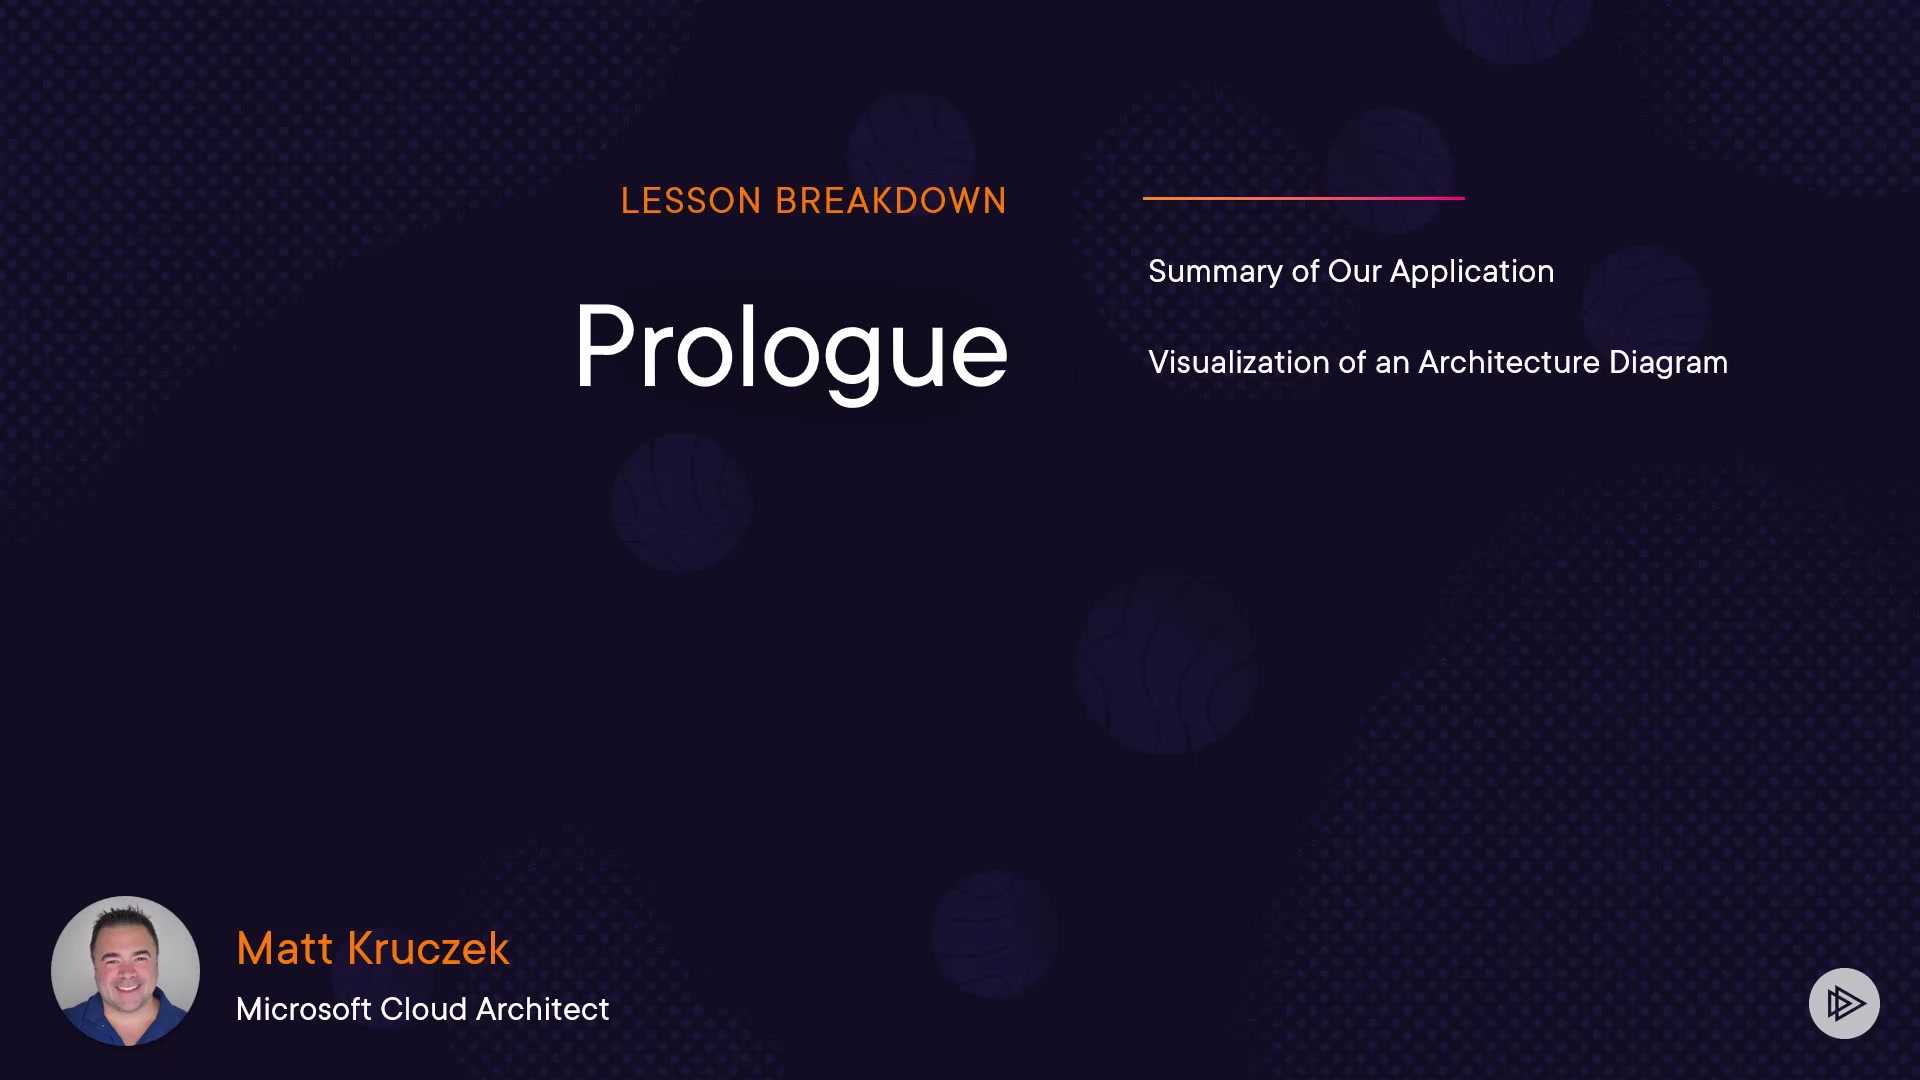 LESSON BREAKDOWN
Prologue
Summary of Our Application
Visualization of an Architecture Diagram
Matt Kruczek
Microsoft Cloud Architect